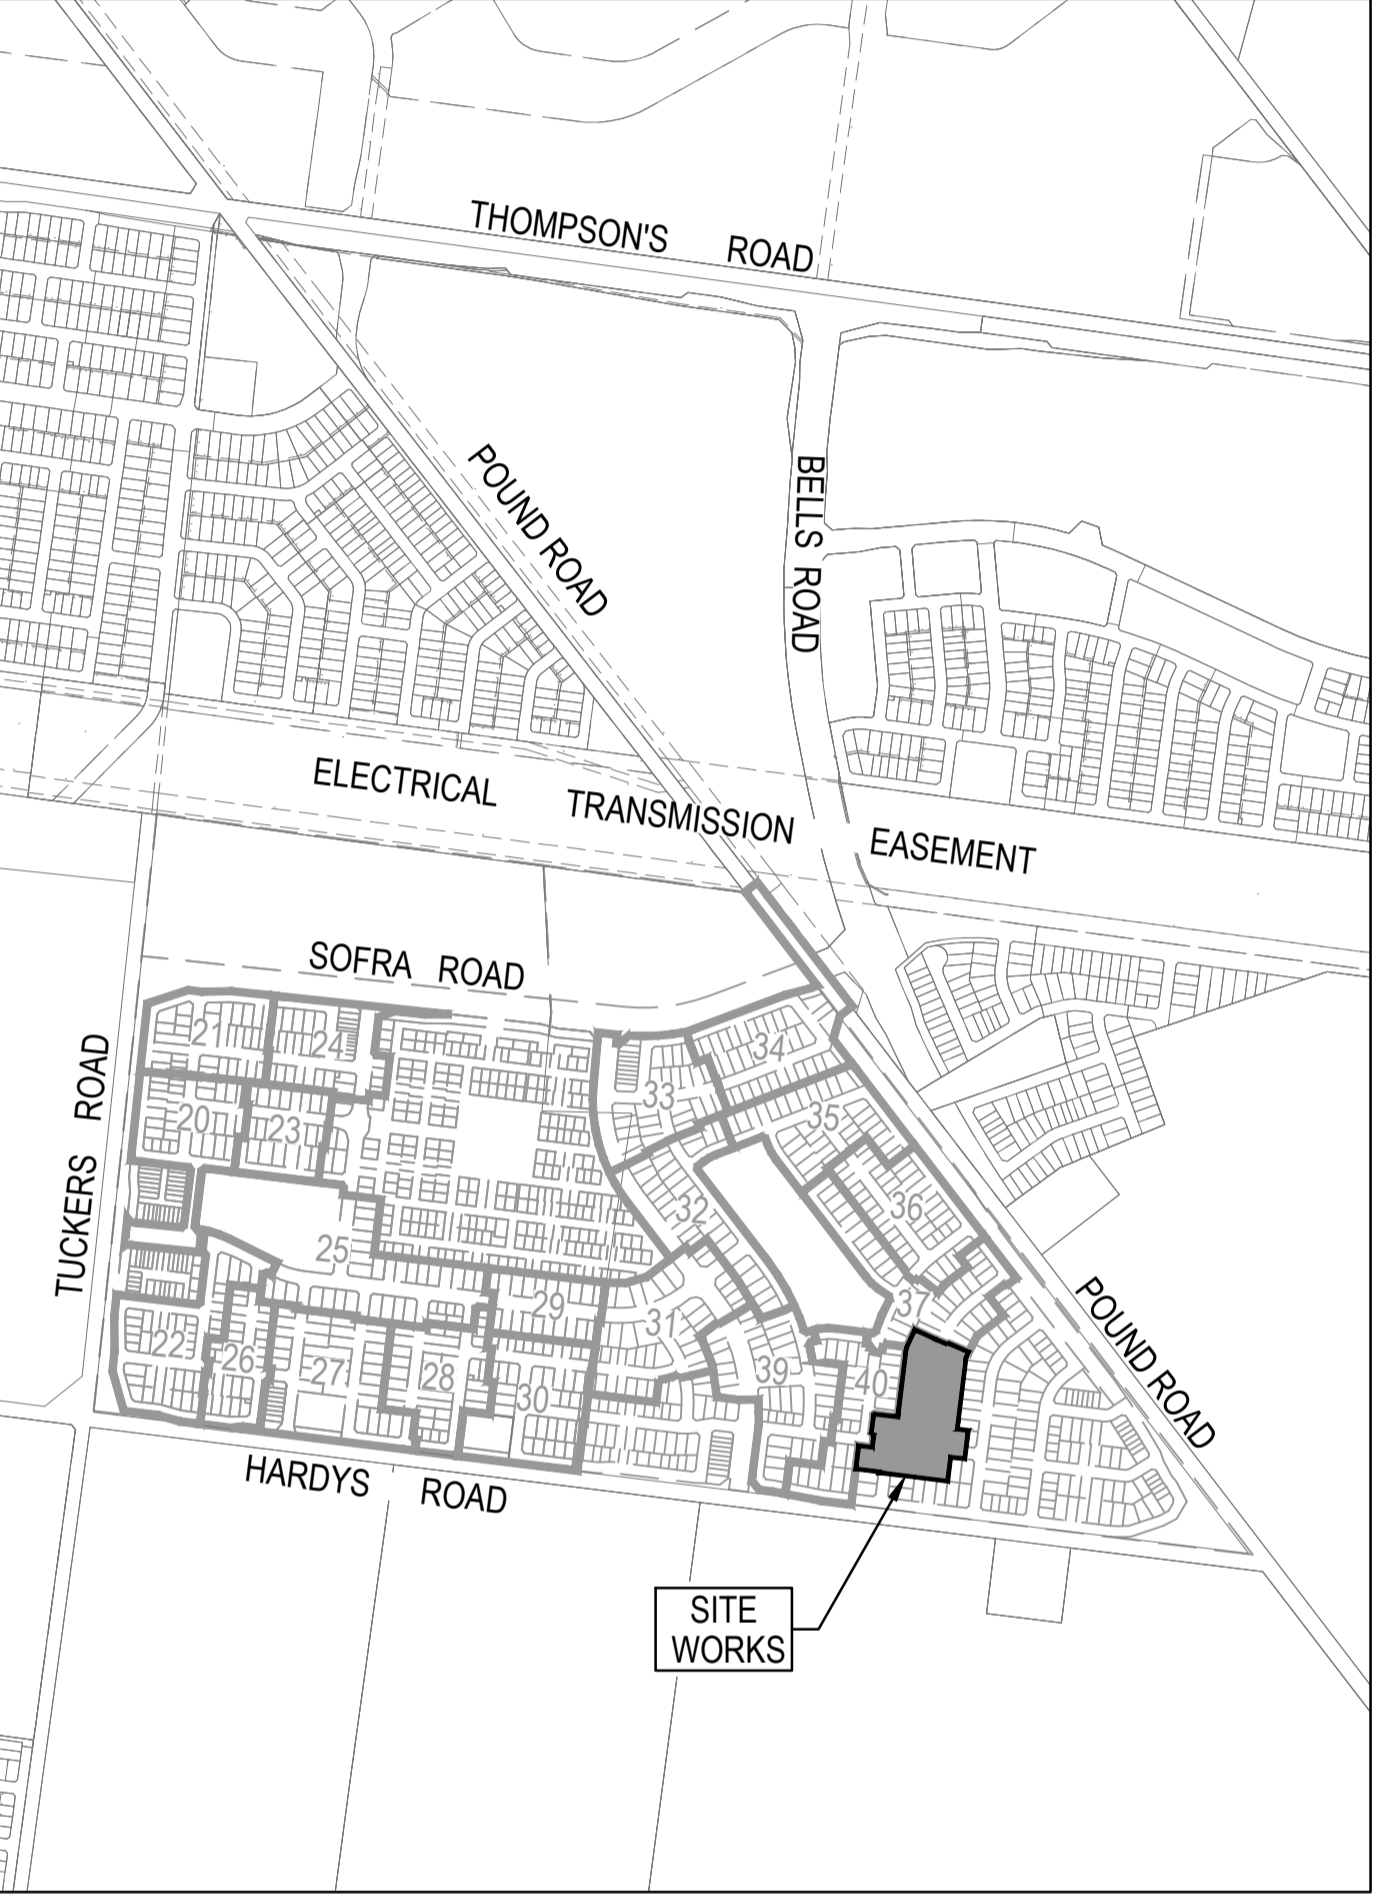 THOMPSON'S ROAD
POUND ROAD
BELLS ROAD
ELECTRICAL TRANSMISSION EASEMENT
SOFRA ROAD
TUCKERS ROAD
21
24
34
33
35
20
23
32
36
25
29
37
31
22
26
27
28
30
39
40
POUND ROAD
HARDYS ROAD
SITE
WORKS